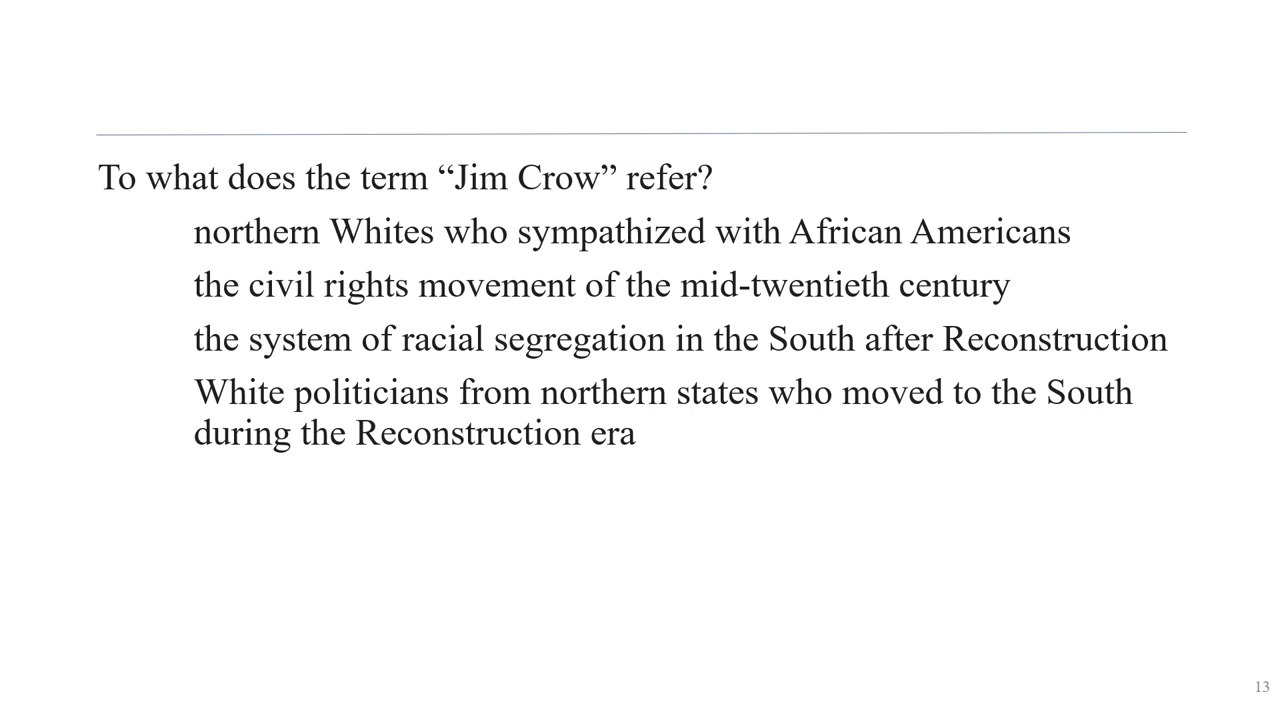 To what does the term “Jim Crow” refer?
northern Whites who sympathized with African Americans
the civil rights movement of the mid-twentieth century
the system of racial segregation in the South after Reconstruction
White politicians from northern states who moved to the South
during the Reconstruction era
13